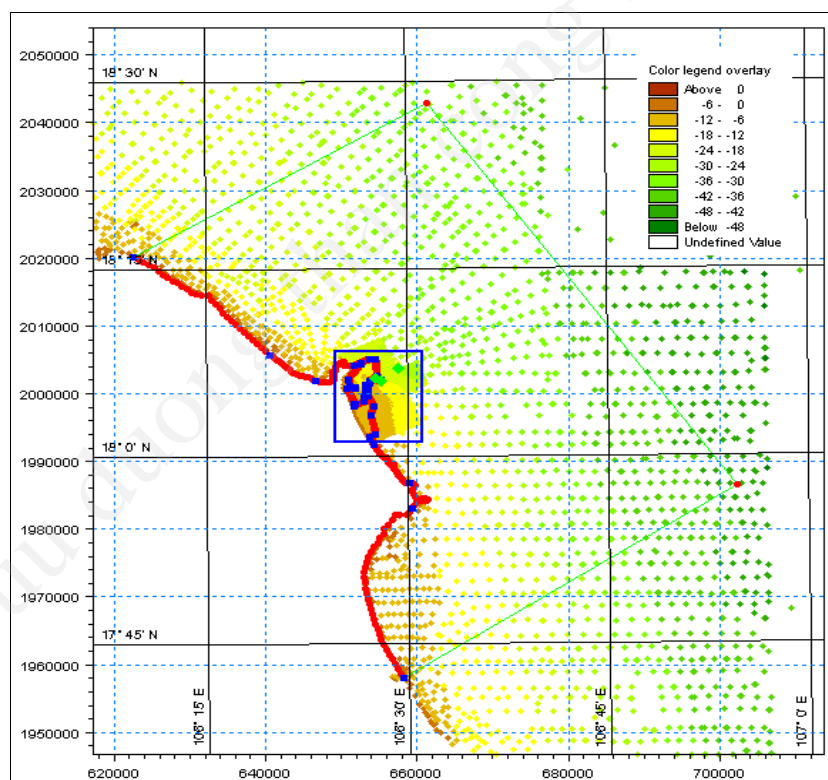 2050000
18° 30' N
2040000
2030000
2020000
18° 15' N
2010000
2000000
18° 0' N
1990000
1980000
1970000
17° 45' N
1960000
1950000
620000
640000
660000
680000
700000
106° 15' E
106° 30' E
106° 45' E
107° 0' E
Color legend overlay
Above 0
-6 - 0
-12 - -6
-18 - -12
-24 - -18
-30 - -24
-36 - -30
-42 - -36
-48 - -42
Below -48
Undefined Value